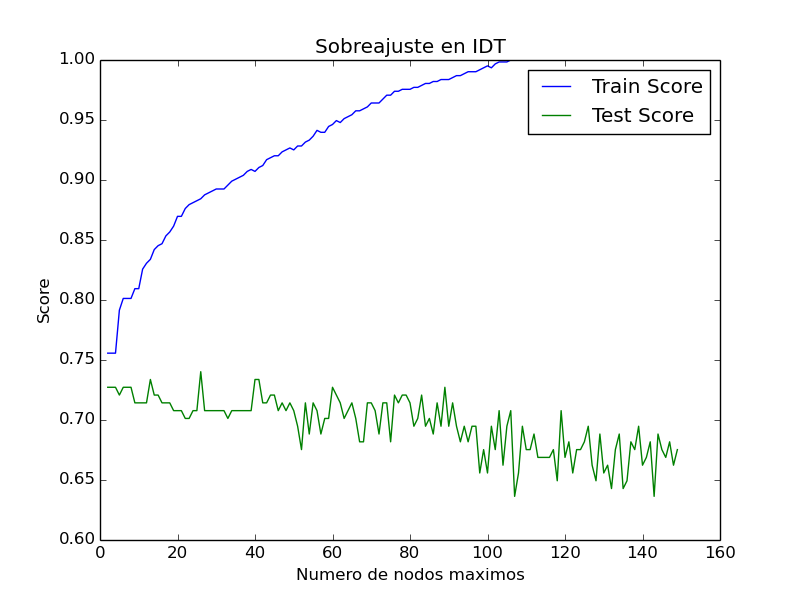 Sobreajuste en IDT
Train Score
Test Score
Score
1.00
0.95
0.90
0.85
0.80
0.75
0.70
0.65
0.60
0 20 40 60 80 100 120 140 160
Numero de nodos maximos